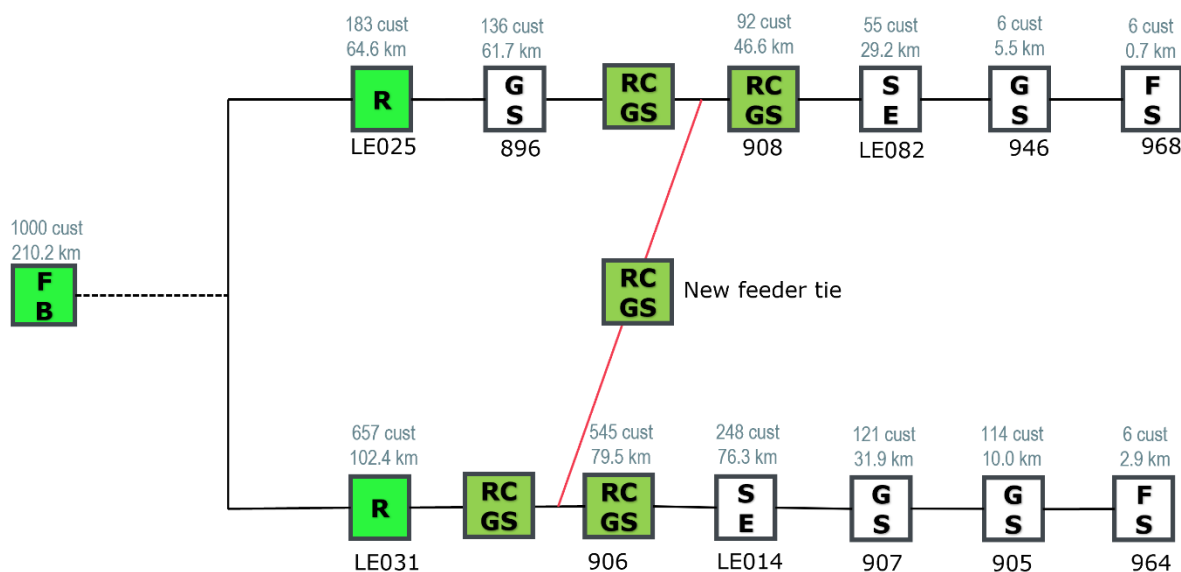 183 cust
64.6 km
R
LE025
136 cust
61.7 km
G
S
896
RC
GS
92 cust
46.6 km
RC
GS
908
55 cust
29.2 km
S
E
LE082
6 cust
5.5 km
G
S
946
6 cust
0.7 km
F
S
968
1000 cust
210.2 km
F
B
RC
GS
New feeder tie
657 cust
102.4 km
R
LE031
RC
GS
545 cust
79.5 km
RC
GS
906
248 cust
76.3 km
S
E
LE014
121 cust
31.9 km
G
S
907
114 cust
10.0 km
G
S
905
6 cust
2.9 km
F
S
964